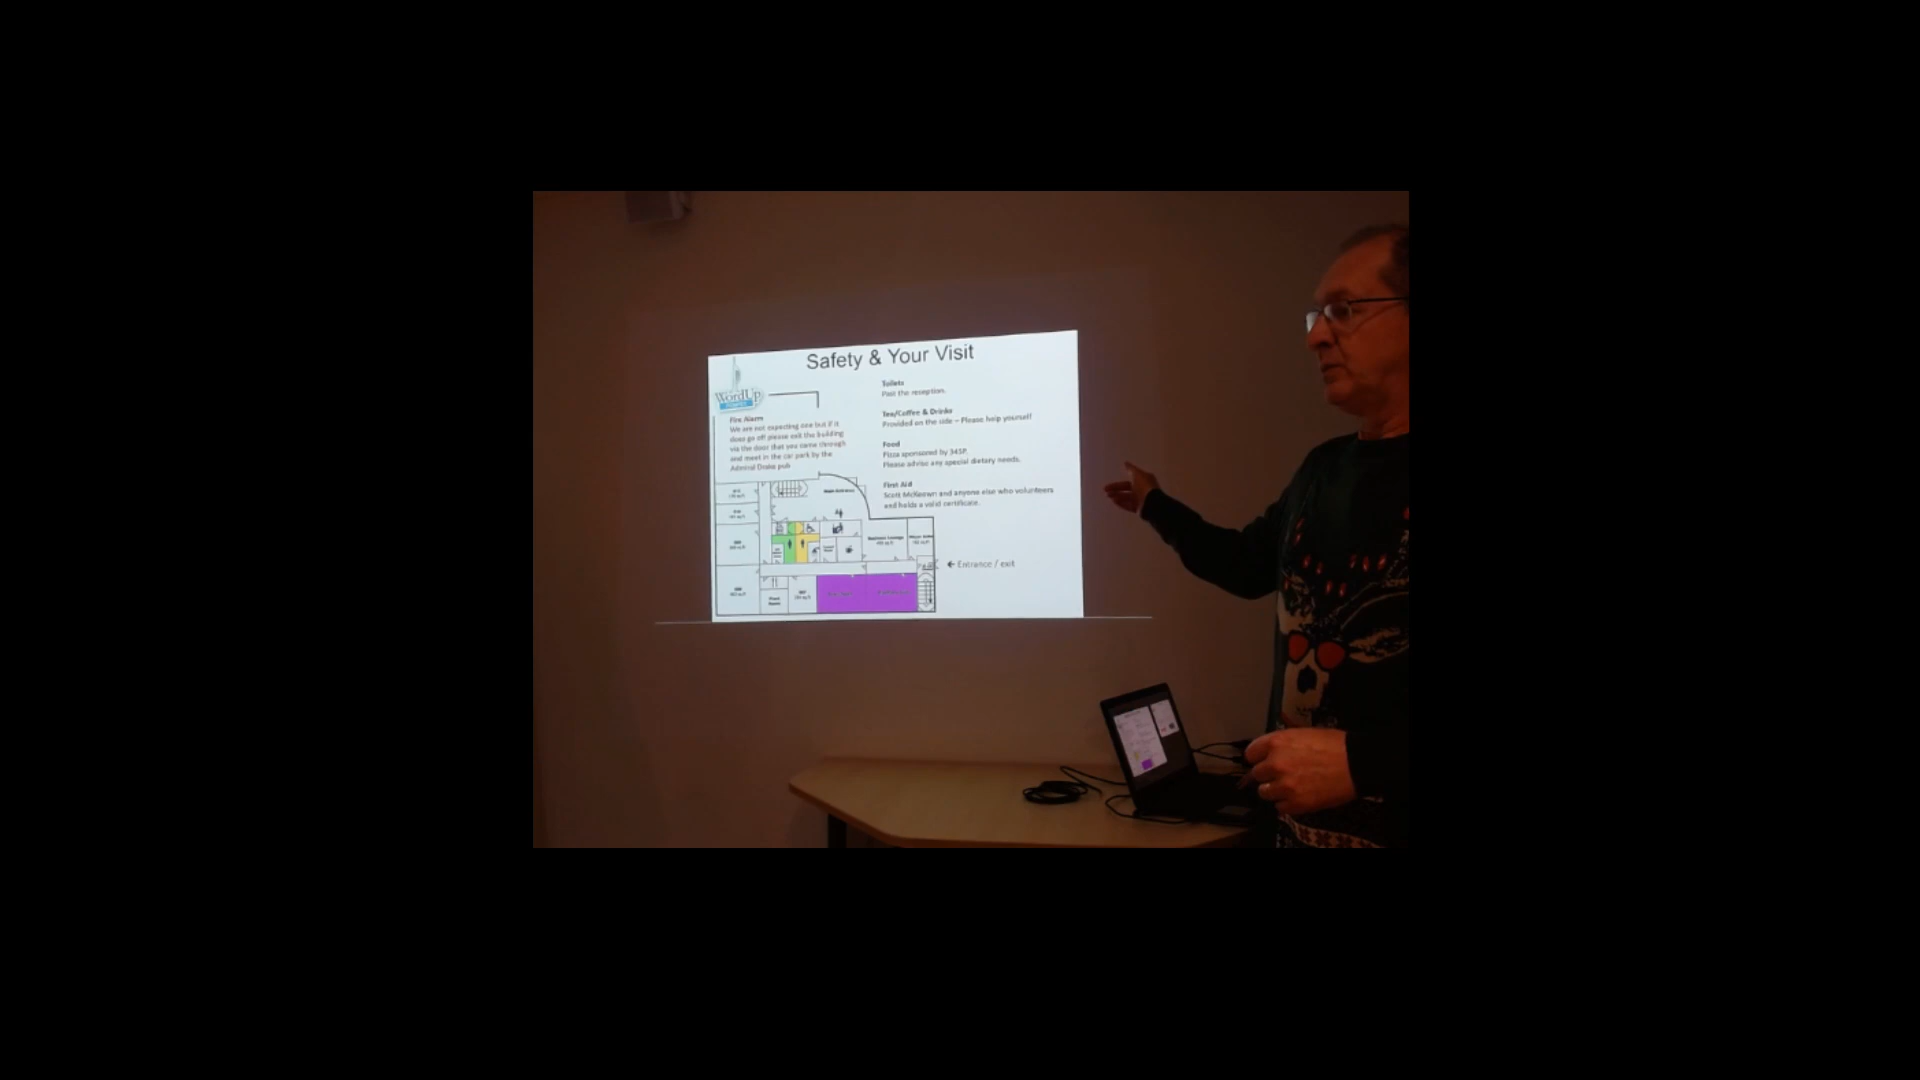 Safety & Your Visit
WordUp
Fire Alarm
We are not expecting one but if it
does go off please exit the building
via the door that you came through
and meet in the car park by the
Admiral Drake pub
Toilets
Past the reception.
Tea/Coffee & Drinks
Provided on the side – Please help yourself
Food
Pizza sponsored by 34SP.
Please advise any special dietary needs.
First Aid
Scott McKeown and anyone else who volunteers
and holds a valid certificate.
Main Entrance
Business Lounge
← Entrance / exit